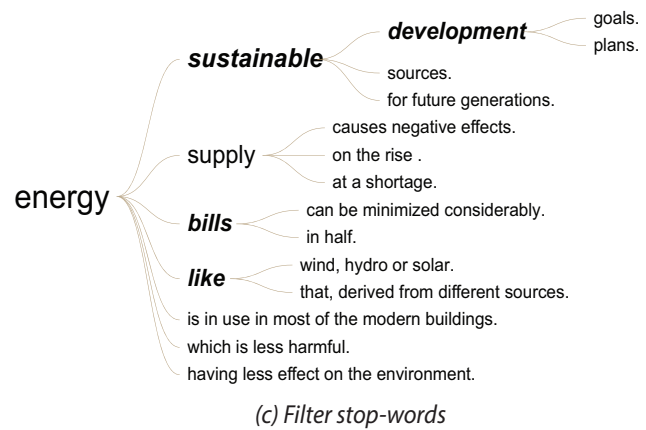 goals.
development
plans.
sustainable
sources.
for future generations.
causes negative effects.
supply
on the rise .
at a shortage.
energy
can be minimized considerably.
bills
in half.
wind, hydro or solar.
like
that, derived from different sources.
is in use in most of the modern buildings.
which is less harmful.
having less effect on the environment.
(c) Filter stop-words